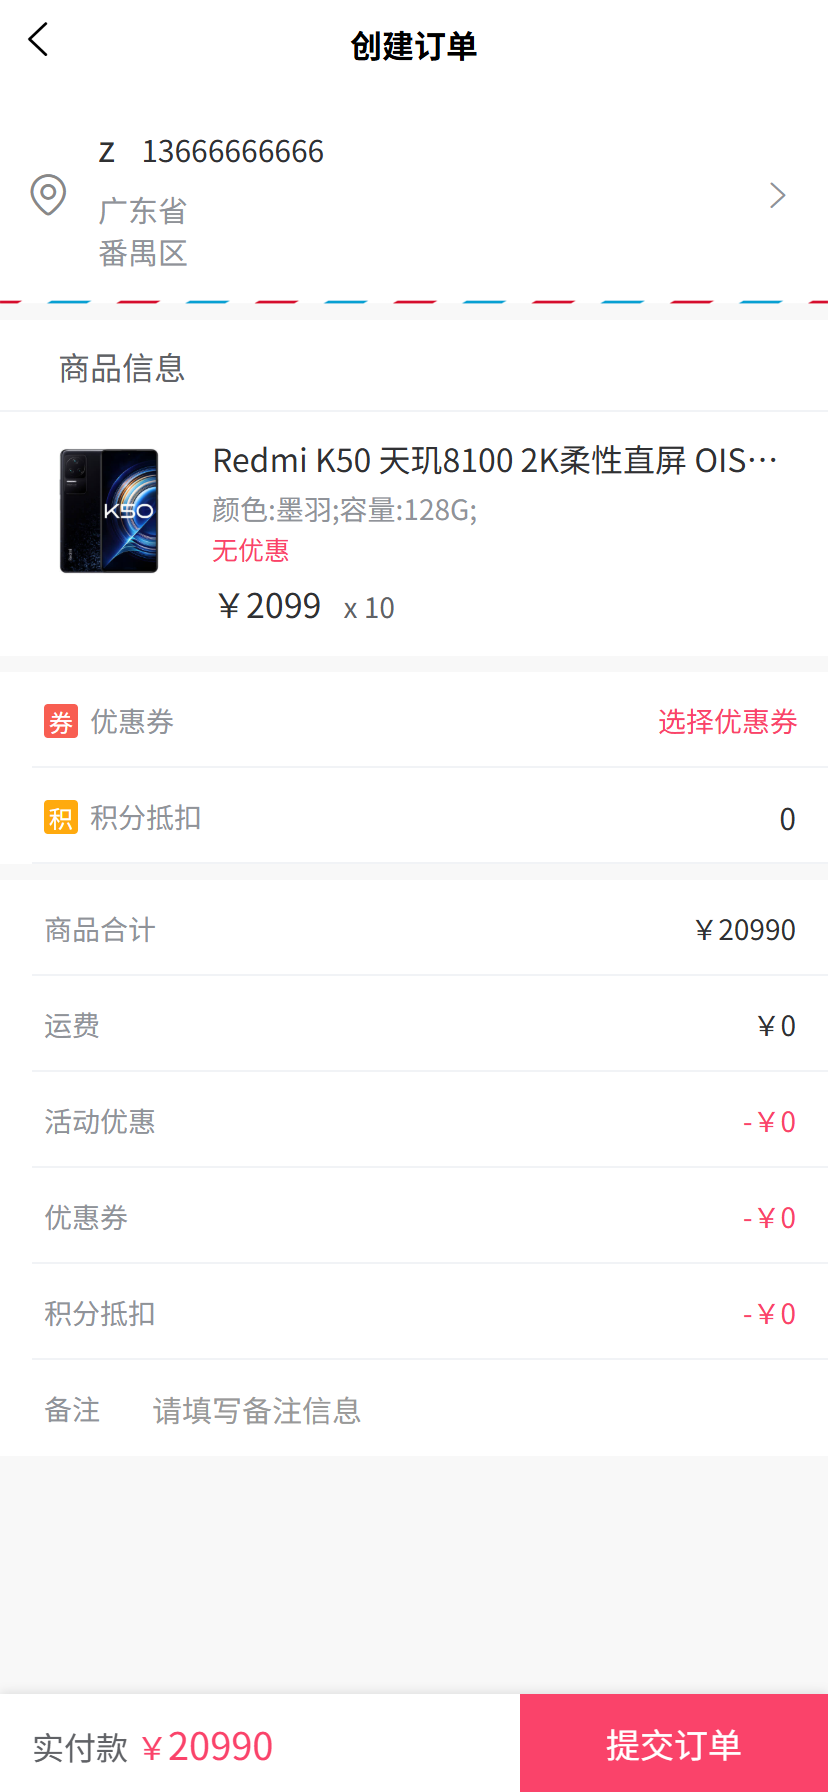 创建订单
z 13666666666
广东省
番禺区
商品信息
Redmi K50 天玑8100 2K柔性直屏 OIS…
颜色:墨羽;容量:128G;
无优惠
￥2099 x 10
K50
券 优惠券 选择优惠券
积 积分抵扣 0
商品合计 ￥20990
运费 ￥0
活动优惠 -￥0
优惠券 -￥0
积分抵扣 -￥0
备注 请填写备注信息
实付款 ￥20990 提交订单